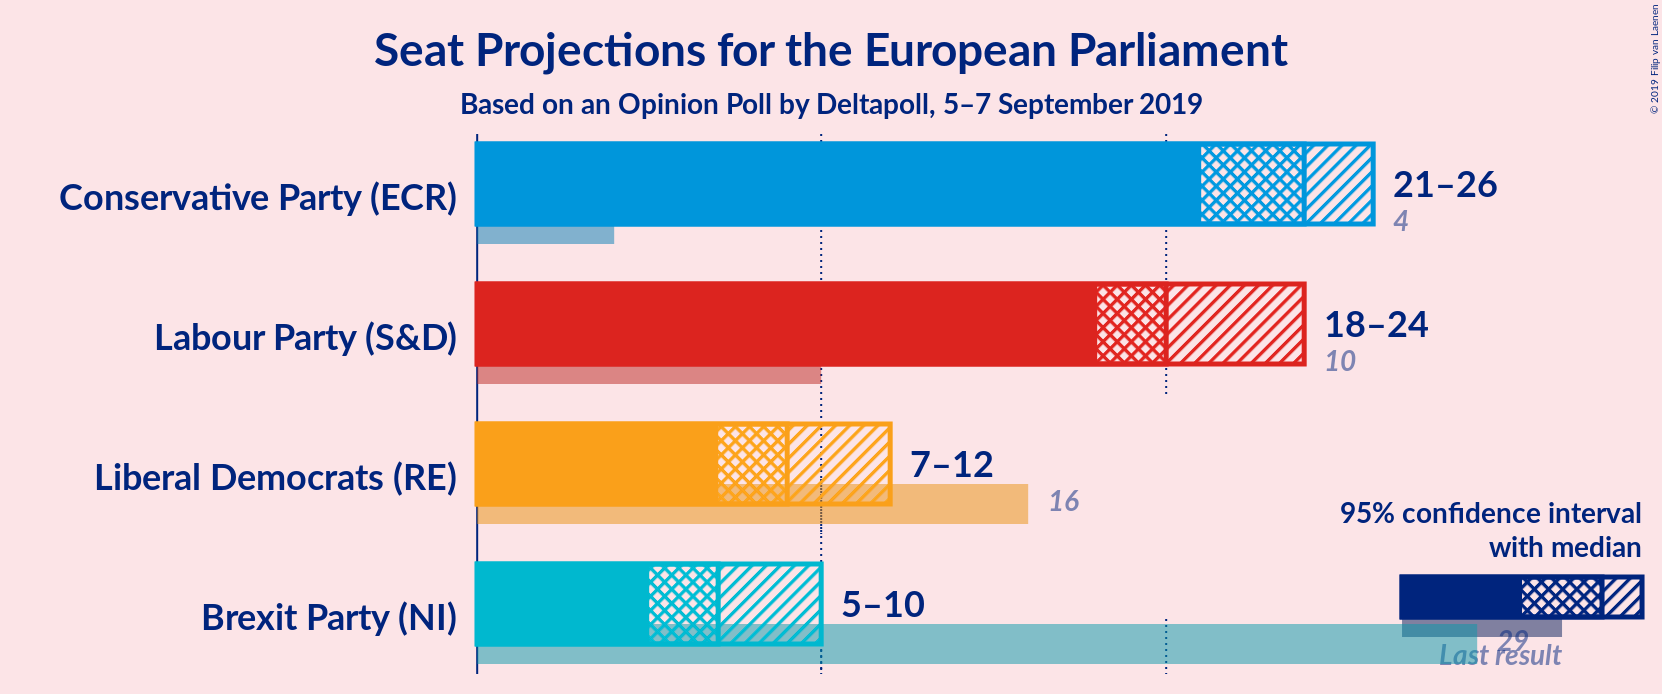 Seat Projections for the European Parliament
Based on an Opinion Poll by Deltapoll, 5–7 September 2019
© 2019 Filip van Laenen
Conservative Party (ECR)
21–26
4
Labour Party (S&D)
18–24
10
Liberal Democrats (RE)
7–12
16
Brexit Party (NI)
5–10
29
95% confidence interval
with median
Last result